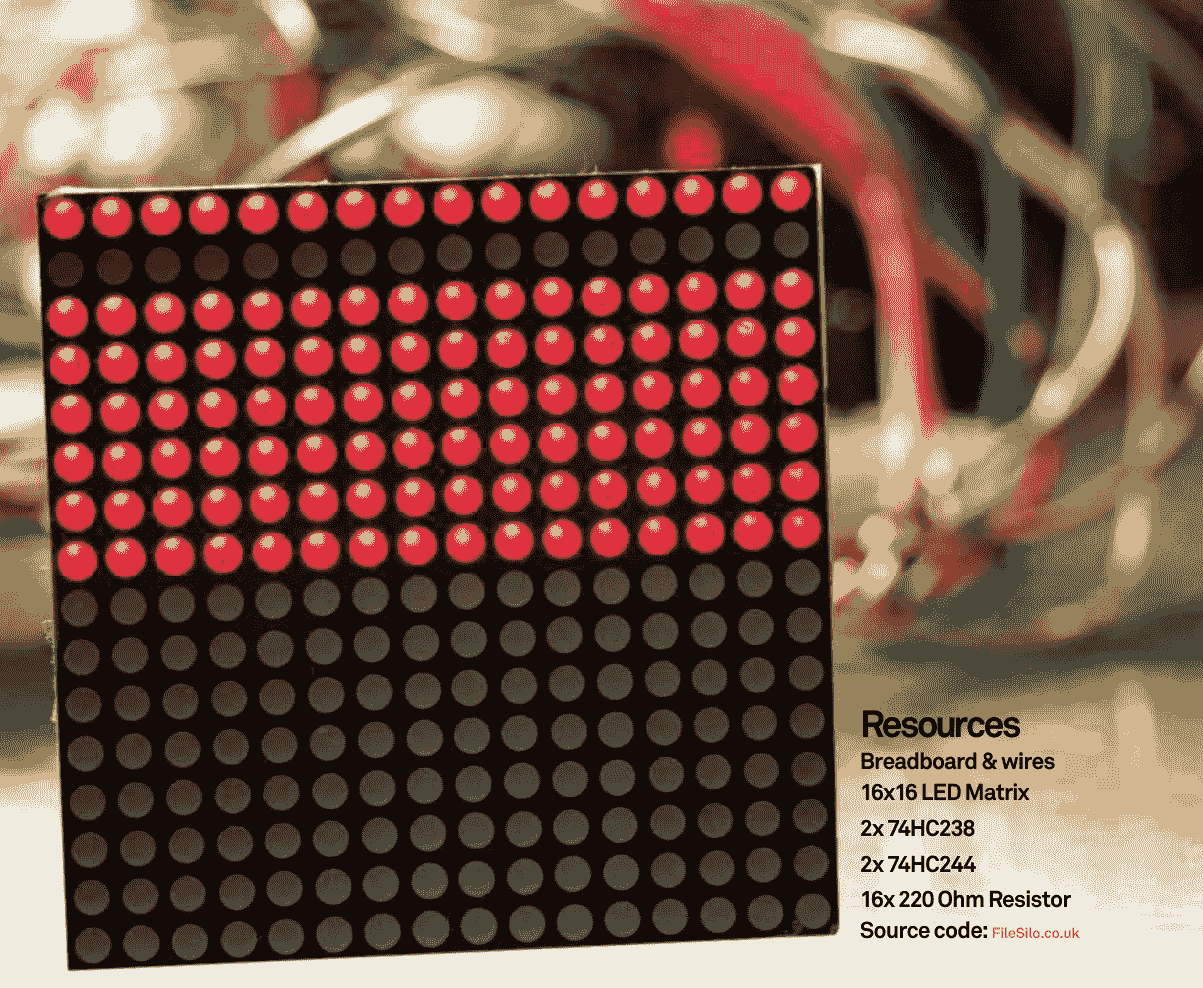 Resources
Breadboard & wires
16x16 LED Matrix
2x 74HC238
2x 74HC244
16x 220 Ohm Resistor
Source code: FileSilo.co.uk